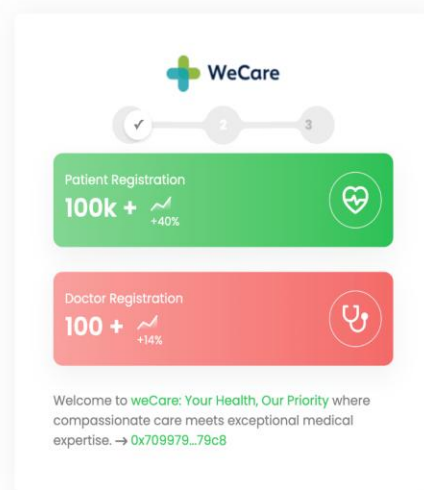 WeCare
✓ 2 3
Patient Registration
100k +
+40%
Doctor Registration
100 +
+14%
Welcome to weCare: Your Health, Our Priority where
compassionate care meets exceptional medical
expertise. → 0x709979...79c8